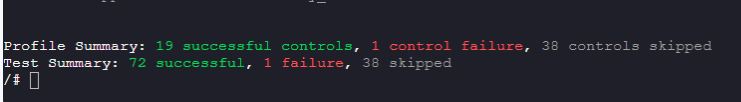 Profile Summary: 19 successful controls, 1 control failure, 38 controls skipped
Test Summary: 72 successful, 1 failure, 38 skipped
/#